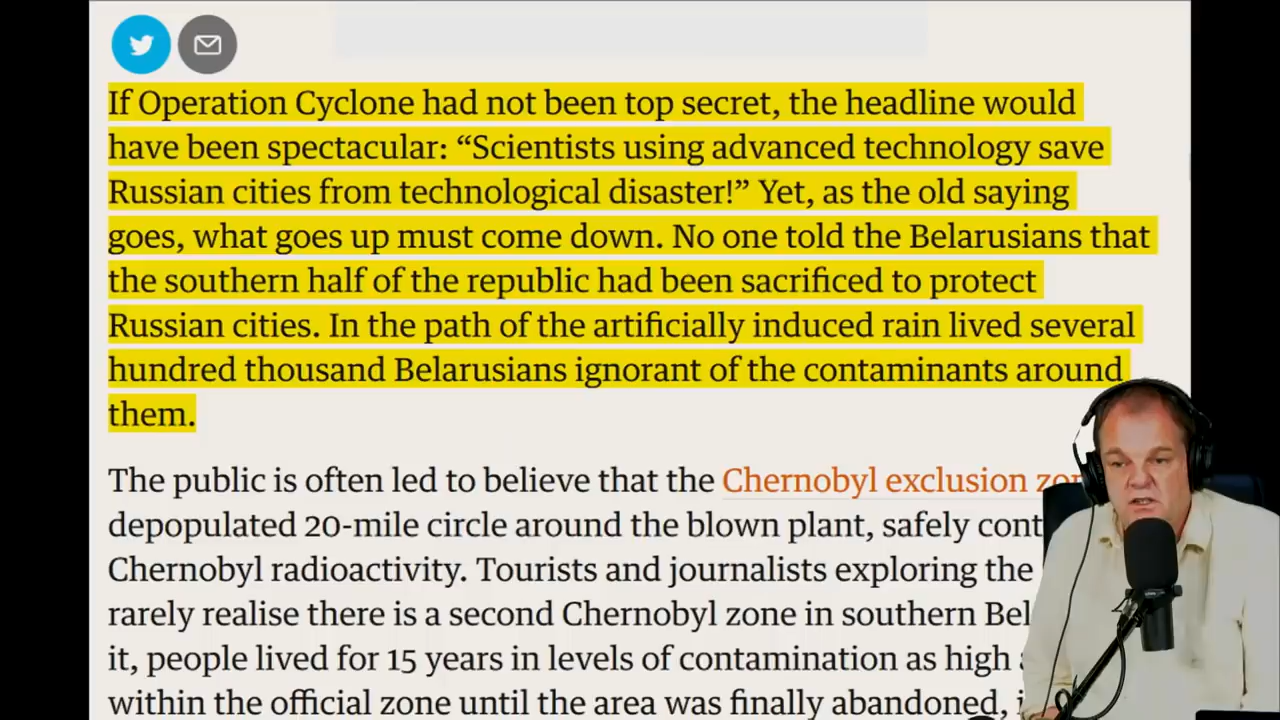 If Operation Cyclone had not been top secret, the headline would
have been spectacular: “Scientists using advanced technology save
Russian cities from technological disaster!” Yet, as the old saying
goes, what goes up must come down. No one told the Belarusians that
the southern half of the republic had been sacrificed to protect
Russian cities. In the path of the artificially induced rain lived several
hundred thousand Belarusians ignorant of the contaminants around
them.
The public is often led to believe that the Chernobyl exclusion
depopulated 20-mile circle around the blown plant, safely
Chernobyl radioactivity. Tourists and journalists exploring the
rarely realise there is a second Chernobyl zone in southern
it, people lived for 15 years in levels of contamination as high
within the official zone until the area was finally abandoned,